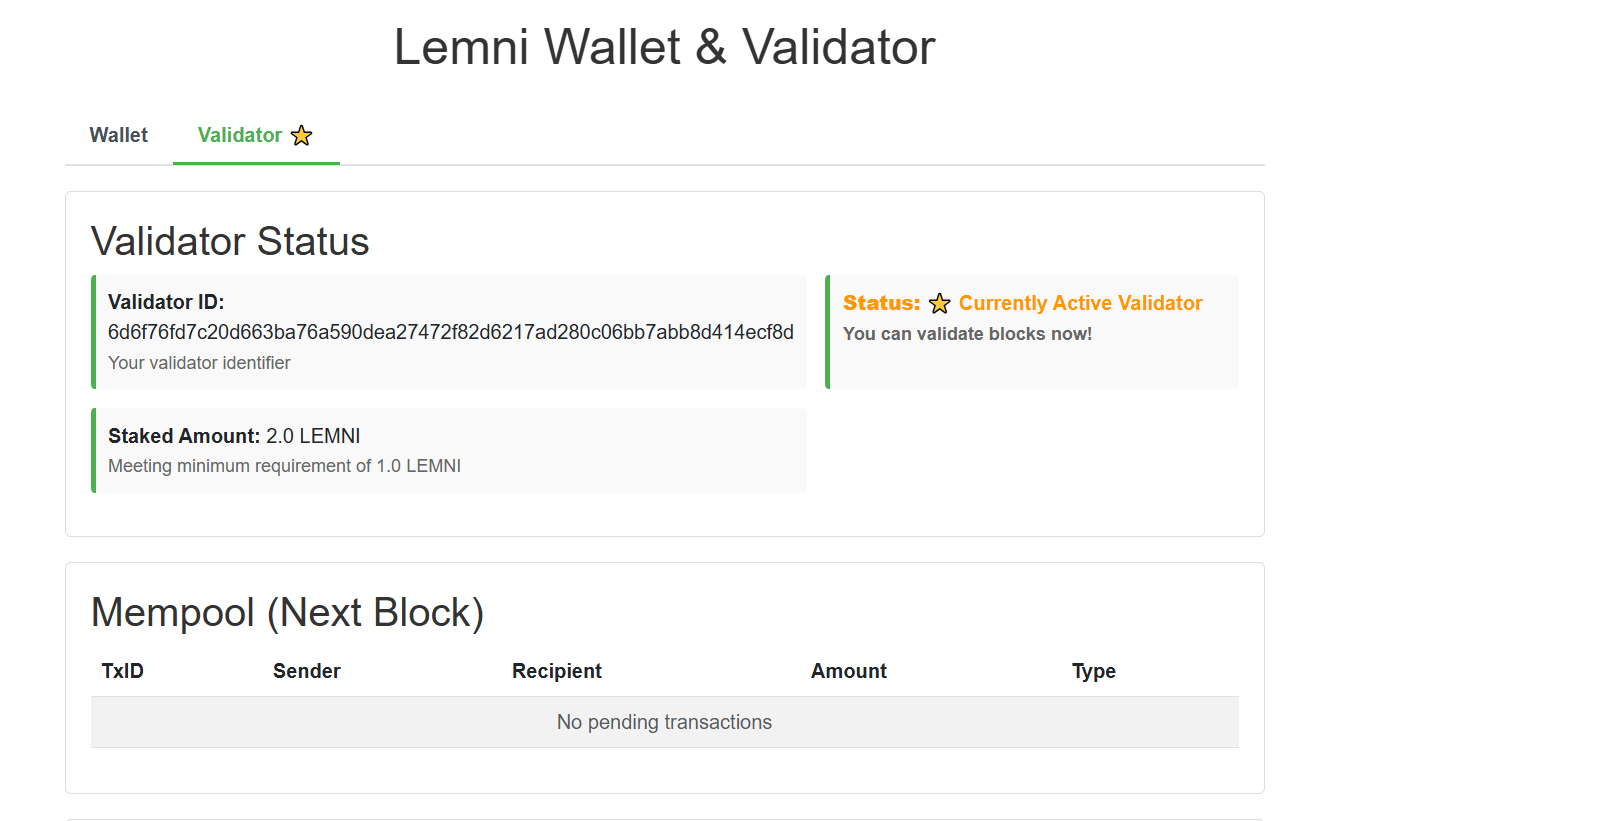 Lemni Wallet & Validator
Wallet
Validator
Validator Status
Validator ID:
6d6f76fd7c20d663ba76a590dea27472f82d6217ad280c06bb7abb8d414ecf8d
Your validator identifier
Status: Currently Active Validator
You can validate blocks now!
Staked Amount: 2.0 LEMNI
Meeting minimum requirement of 1.0 LEMNI
Mempool (Next Block)
TxID Sender Recipient Amount Type
No pending transactions